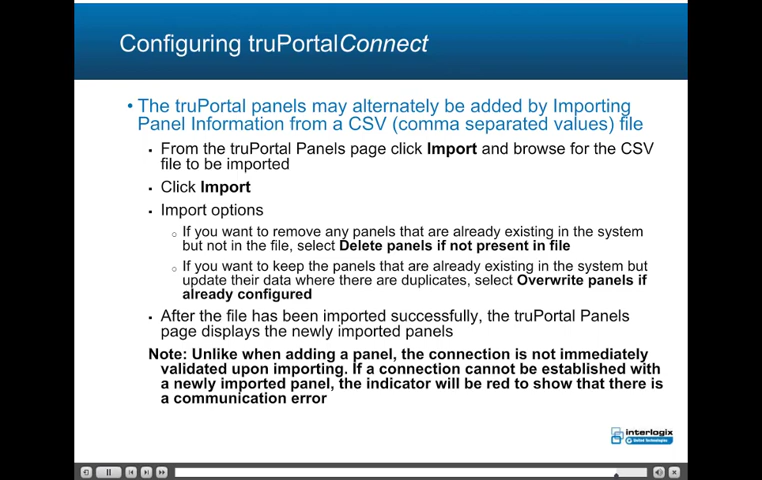 Configuring truPortalConnect
• The truPortal panels may alternately be added by Importing
Panel Information from a CSV (comma separated values) file
▪ From the truPortal Panels page click Import and browse for the CSV
file to be imported
▪ Click Import
▪ Import options
○ If you want to remove any panels that are already existing in the system
but not in the file, select Delete panels if not present in file
○ If you want to keep the panels that are already existing in the system but
update their data where there are duplicates, select Overwrite panels if
already configured
▪ After the file has been imported successfully, the truPortal Panels
page displays the newly imported panels
Note: Unlike when adding a panel, the connection is not immediately
validated upon importing. If a connection cannot be established with
a newly imported panel, the indicator will be red to show that there is
a communication error
interlogix
United Technologies